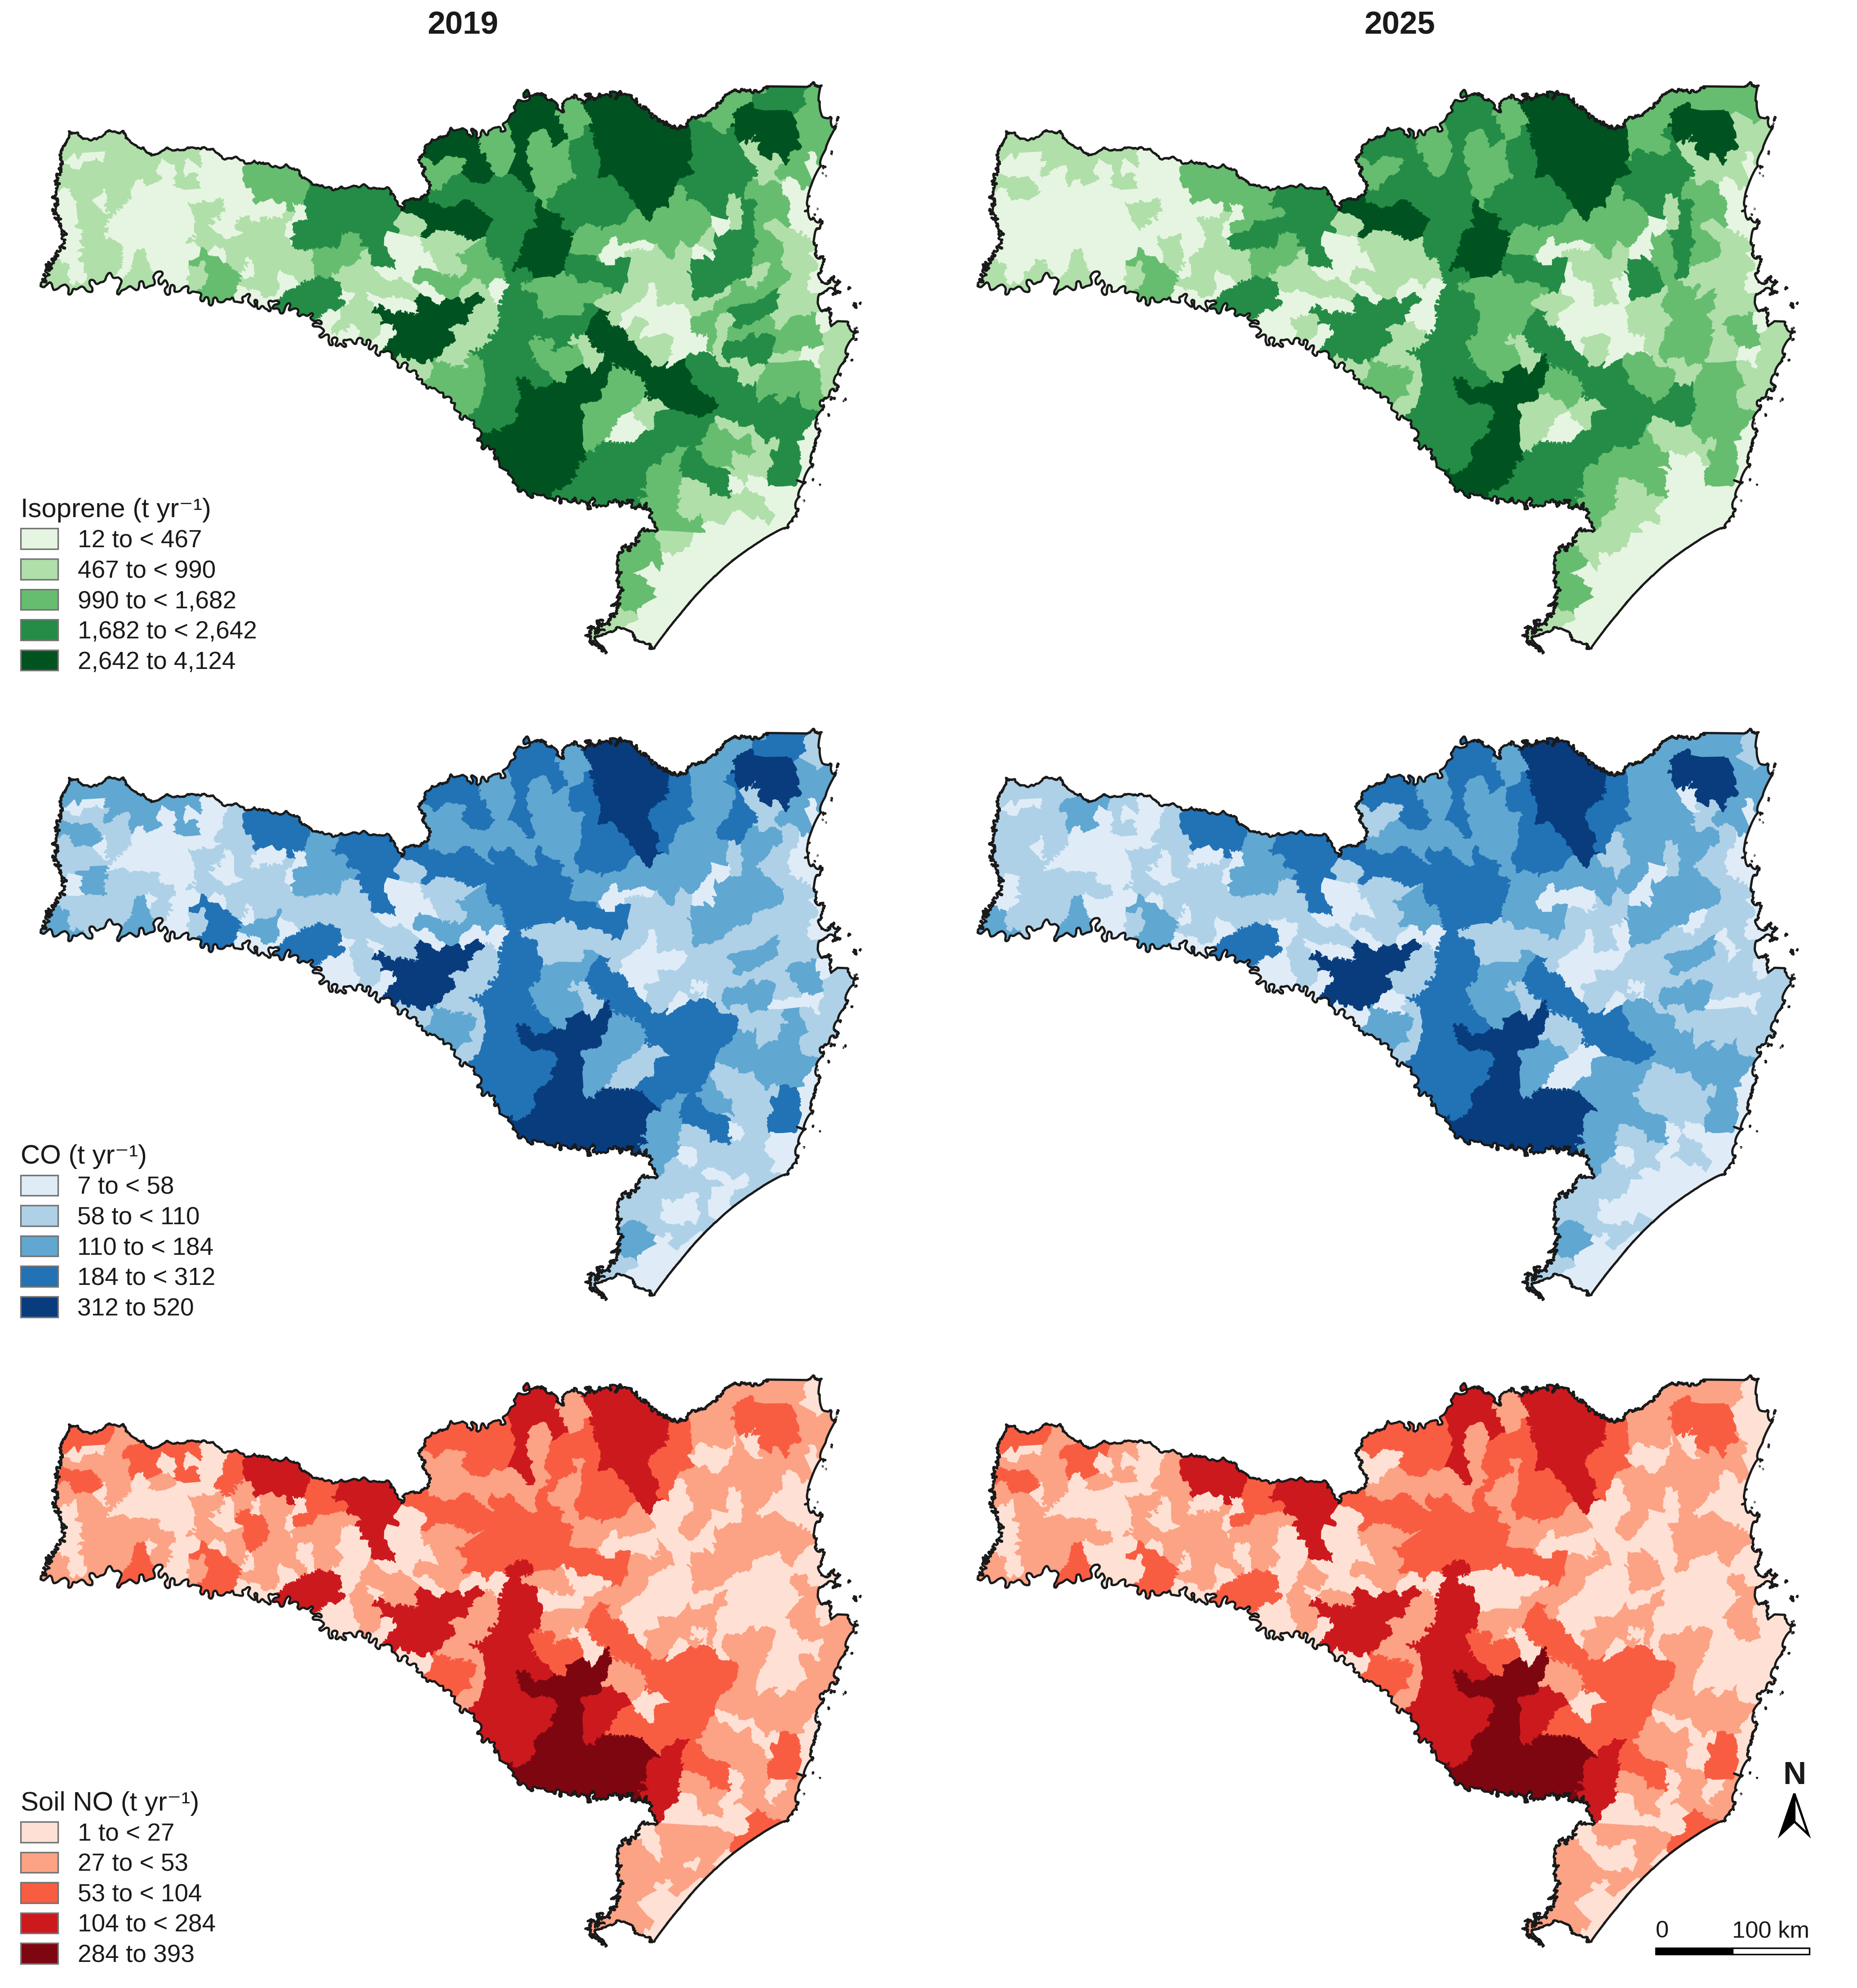 2019
2025
Isoprene (t yr⁻¹)
12 to < 467
467 to < 990
990 to < 1,682
1,682 to < 2,642
2,642 to 4,124
CO (t yr⁻¹)
7 to < 58
58 to < 110
110 to < 184
184 to < 312
312 to 520
Soil NO (t yr⁻¹)
1 to < 27
27 to < 53
53 to < 104
104 to < 284
284 to 393
N
0 100 km